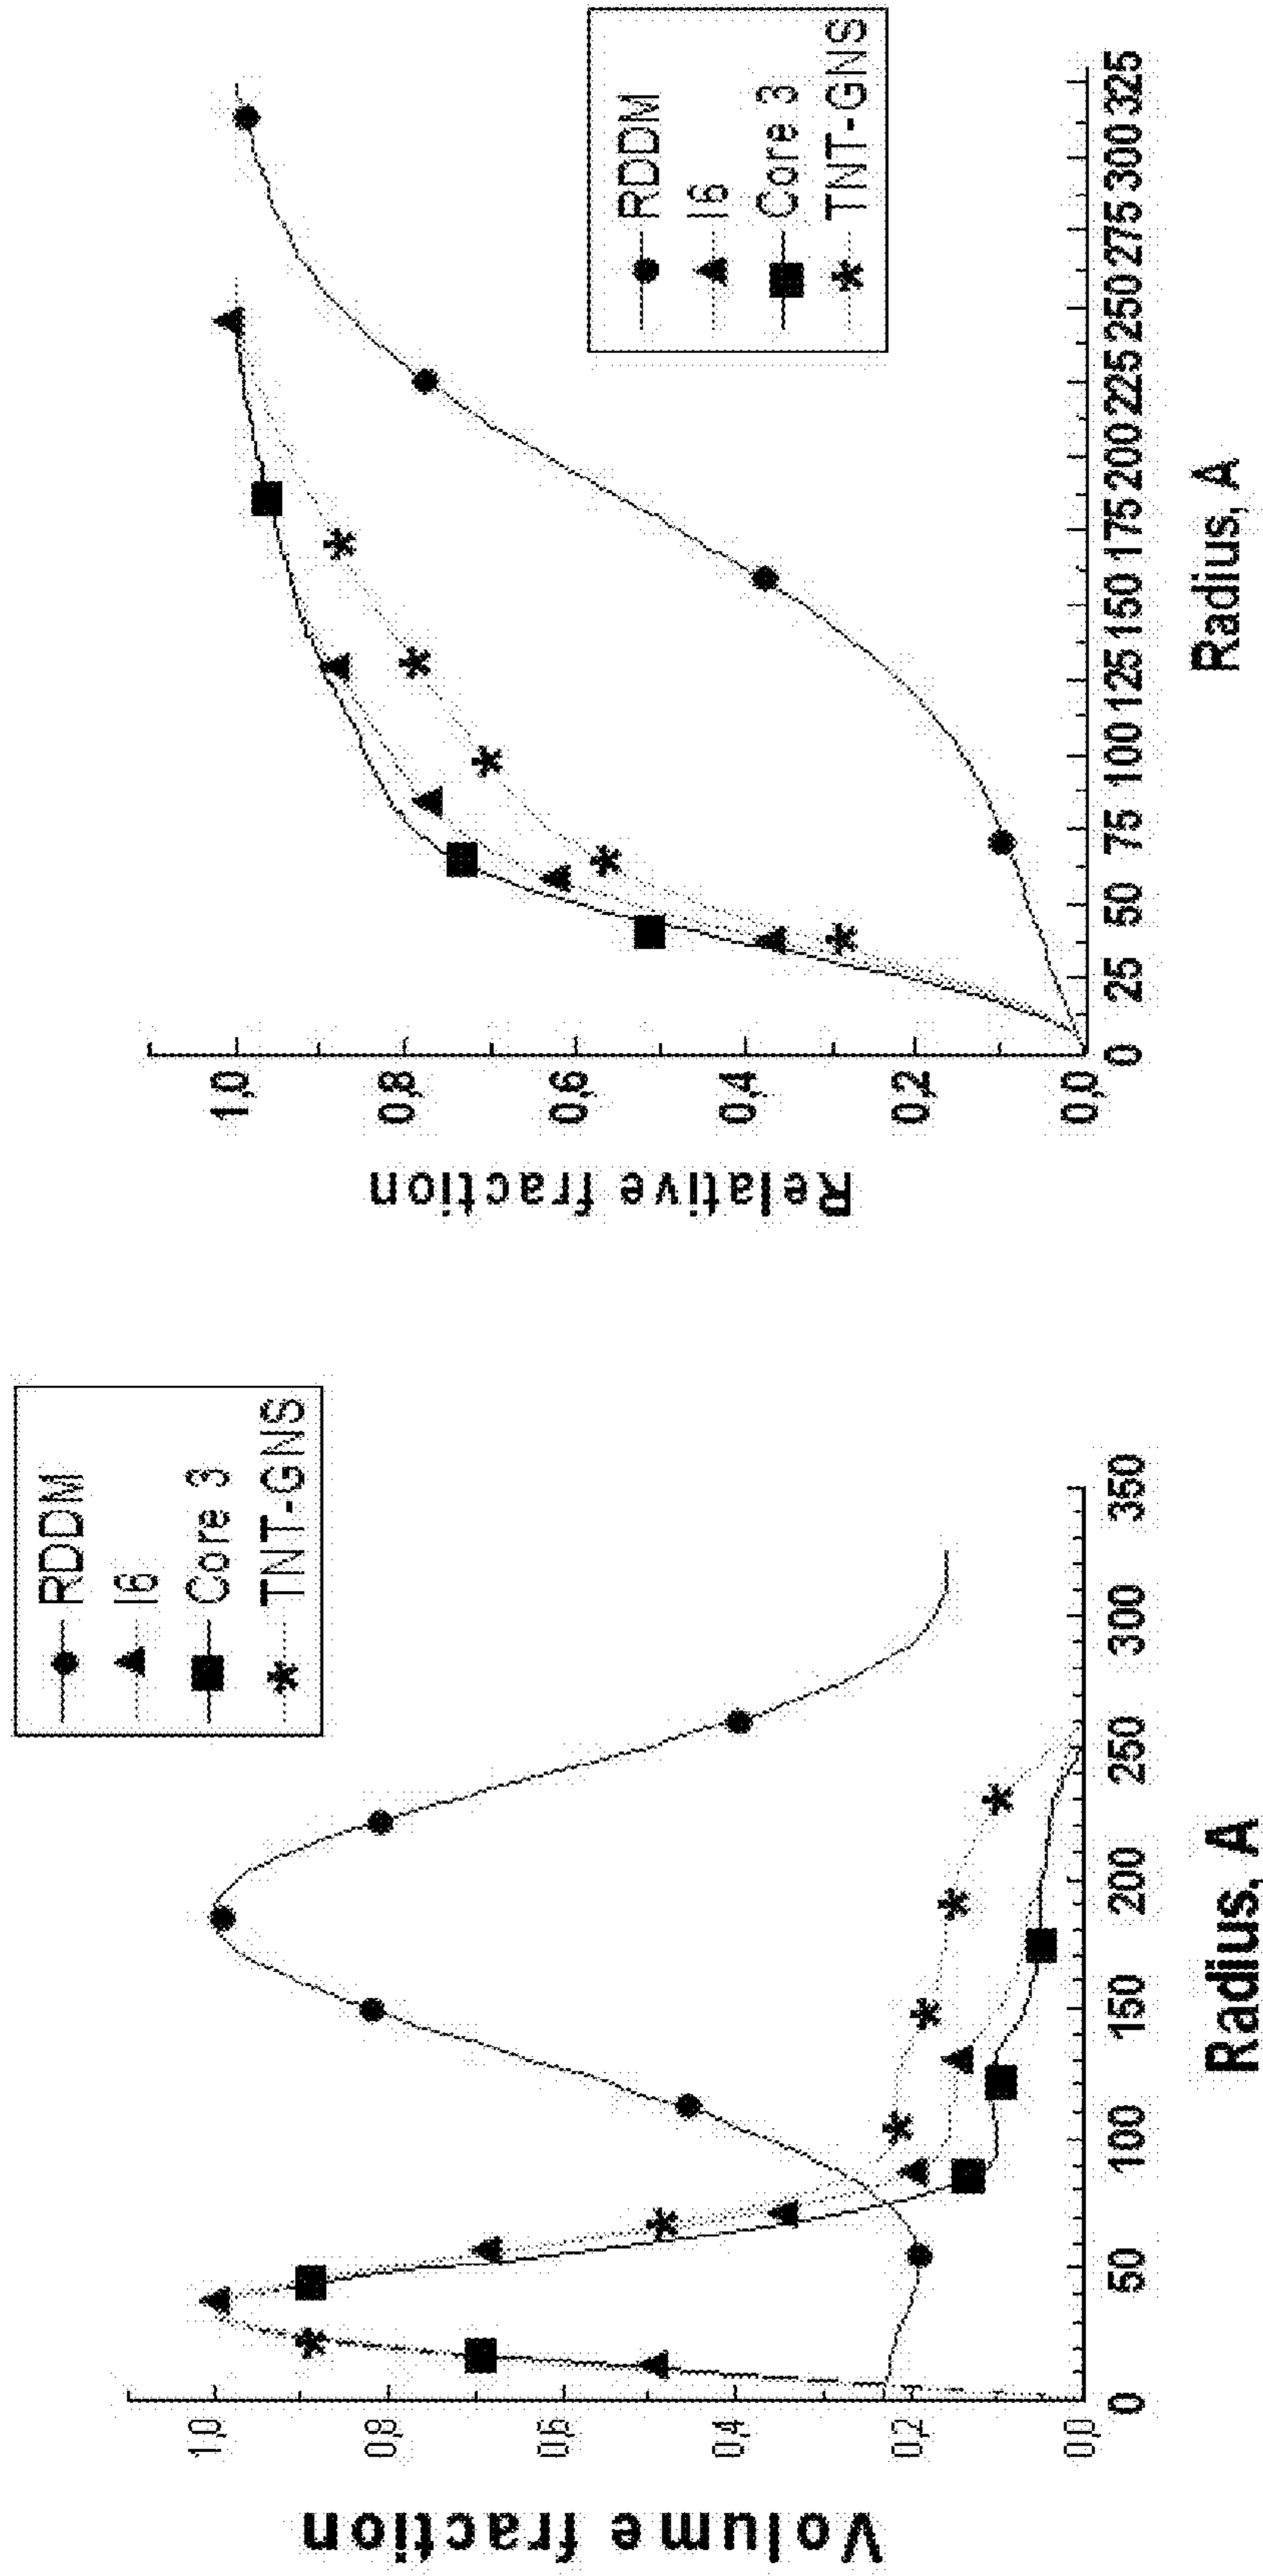 Volume fraction
1,0
0,8
0,6
0,4
0,2
0,0
0 50 100 150 200 250 300 350
Radius, A
RDDM
I6
Core 3
TNT-GNS
Relative fraction
1,0
0,8
0,6
0,4
0,2
0,0
0 25 50 75 100 125 150 175 200 225 250 275 300 325
Radius, A
RDDM
I6
Core 3
TNT-GNS